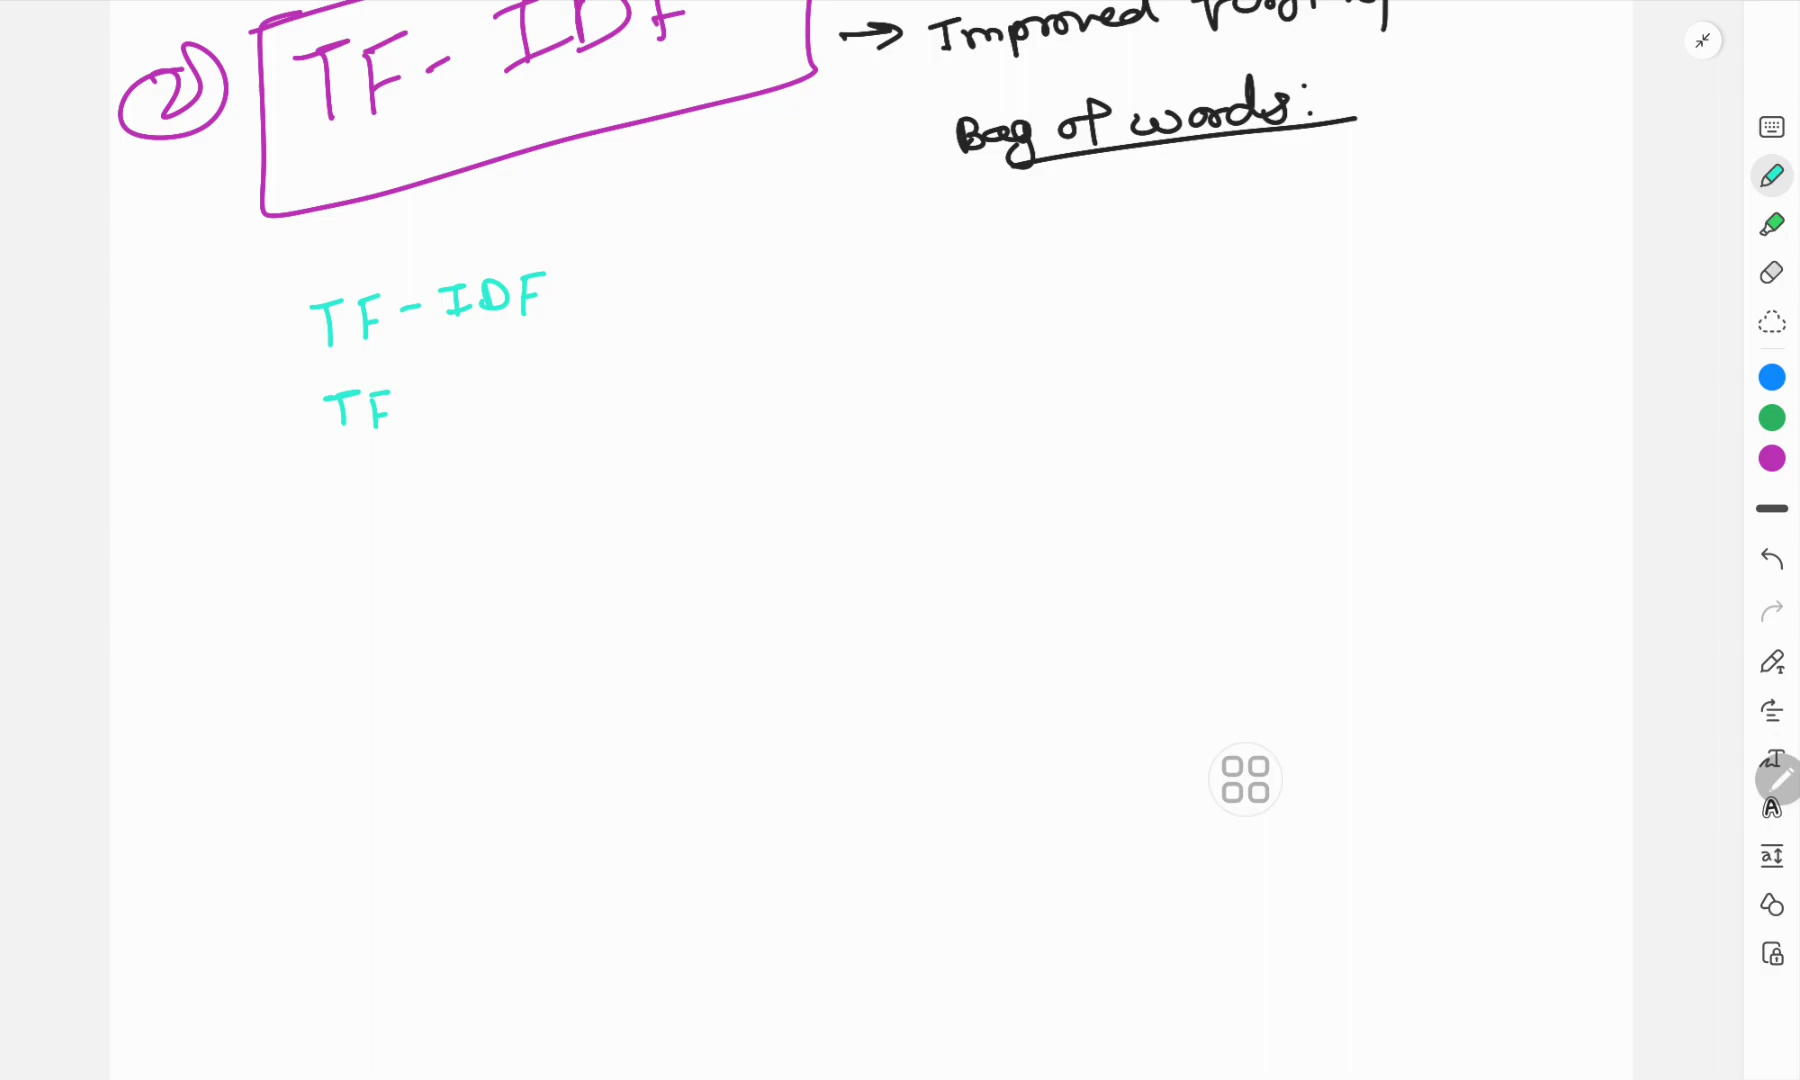 ② TF - IDF → Improved
Bag of words:
TF - IDF
TF